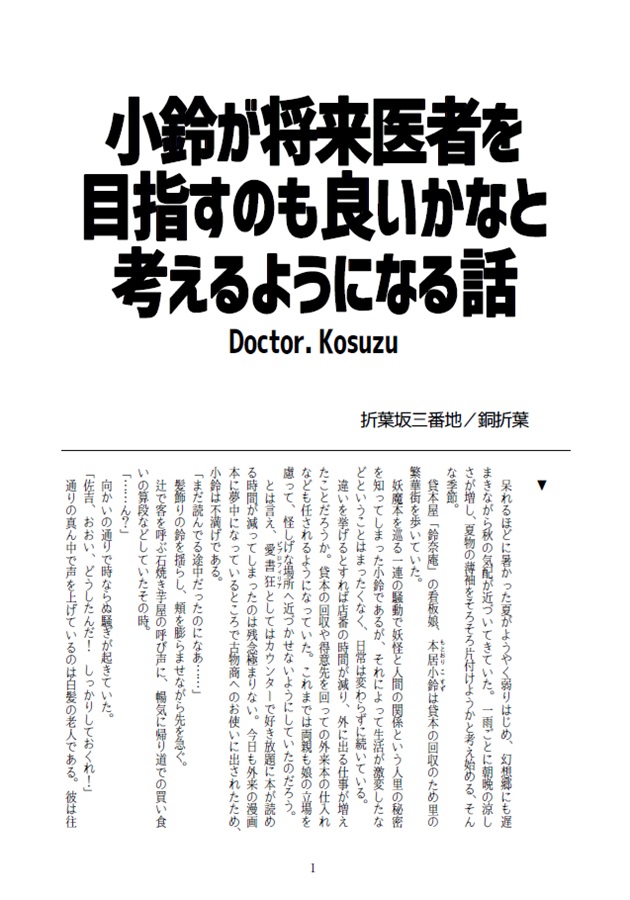 小鈴が将来医者を
目指すのも良いかなと
考えるようになる話
Doctor. Kosuzu
折葉坂三番地／銅折葉
▼
呆れるほどに暑かった夏がようやく弱りはじめ、幻想郷にも遅
まきながら秋の気配が近づいてきていた。一雨ごとに朝晩の涼し
さが増し、夏物の薄袖をそろそろ片付けようかと考え始める、そん
な季節。
貸本屋「鈴奈庵」の看板娘、本居小鈴は貸本の回収のため里の
もとおりこすず
繁華街を歩いていた。
妖魔本を巡る一連の騒動で妖怪と人間の関係という人里の秘密
を知ってしまった小鈴であるが、それによって生活が激変したな
どということはまったくなく、日常は変わらずに続いている。
違いを挙げるとすれば店番の時間が減り、外に出る仕事が増え
たことだろうか。貸本の回収や得意先を回っての外来本の仕入れ
なども任されるようになっていた。これまでは両親も娘の立場を
慮って、怪しげな場所へ近づかせないようにしていたのだろう。
とは言え、愛書狂としてはカウンターで好き放題に本が読め
ビブロフィリア
る時間が減ってしまったのは残念極まりない。今日も外来の漫画
本に夢中になっているところで古物商へのお使いに出されたため、
小鈴は不満げである。
「まだ読んでる途中だったのになあ……」
髪飾りの鈴を揺らし、頬を膨らませながら先を急ぐ。
辻で客を呼ぶ石焼き芋屋の呼び声に、暢気に帰り道での買い食
いの算段などしていたその時。
「……ん？」
向かいの通りで時ならぬ騒ぎが起きていた。
「佐吉、おおい、どうしたんだ！　しっかりしておくれ！」
通りの真ん中で声を上げているのは白髪の老人である。彼は往
1